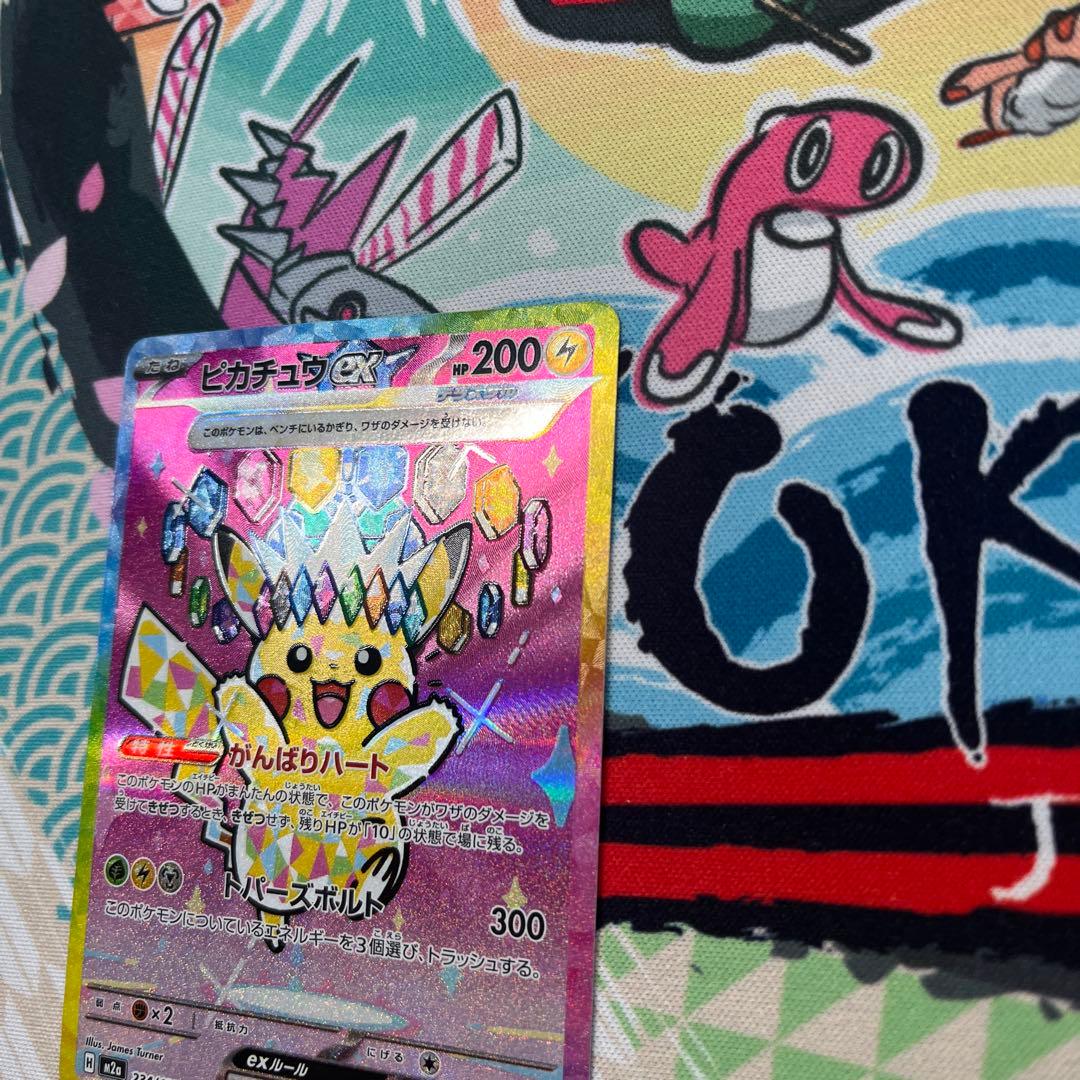 たね ピカチュウex HP200
テラスタル
このポケモンは、ベンチにいるかぎり、ワザのダメージを受けない。
OK
特性 とくせい がんばりハート
このポケモンのHPがまんたんの状態で、このポケモンがワザのダメージを
受けてきぜつするとき、きぜつせず、残りHPが「10」の状態で場に残る。
トパーズボルト 300
このポケモンについているエネルギーを3個選び、トラッシュする。
J
弱点 ×2 抵抗力
にげる
Illus. James Turner
exルール
H M2a 234/